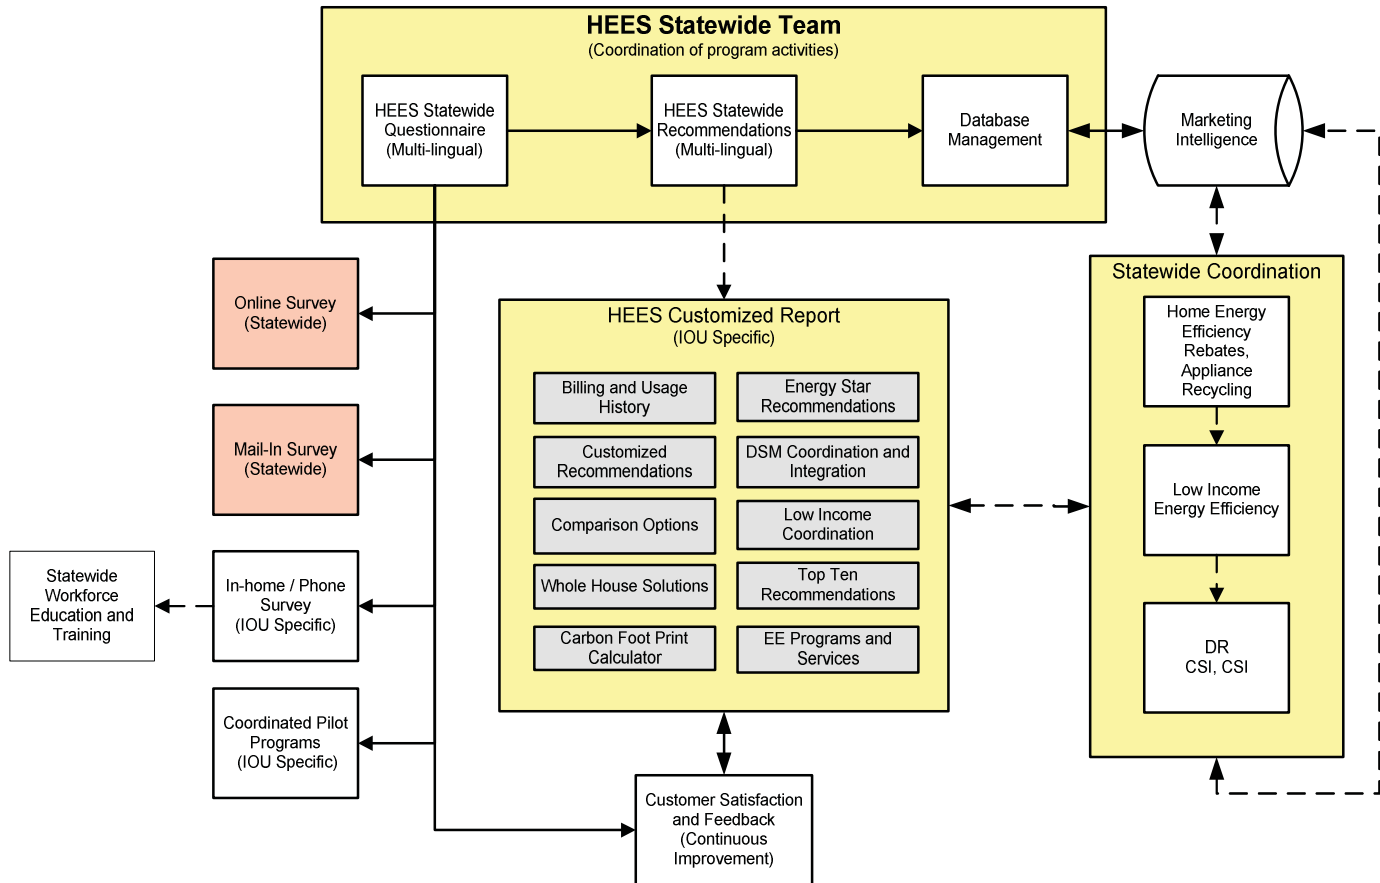 HEES Statewide Team
(Coordination of program activities)
HEES Statewide
Questionnaire
(Multi-lingual)
HEES Statewide
Recommendations
(Multi-lingual)
Database
Management
Marketing
Intelligence
Online Survey
(Statewide)
Mail-In Survey
(Statewide)
Statewide
Workforce
Education and
Training
In-home / Phone
Survey
(IOU Specific)
Coordinated Pilot
Programs
(IOU Specific)
HEES Customized Report
(IOU Specific)
Billing and Usage
History
Energy Star
Recommendations
Customized
Recommendations
DSM Coordination and
Integration
Comparison Options
Low Income
Coordination
Whole House Solutions
Top Ten
Recommendations
Carbon Foot Print
Calculator
EE Programs and
Services
Customer Satisfaction
and Feedback
(Continuous
Improvement)
Statewide Coordination
Home Energy
Efficiency
Rebates,
Appliance
Recycling
Low Income
Energy Efficiency
DR
CSI, CSI